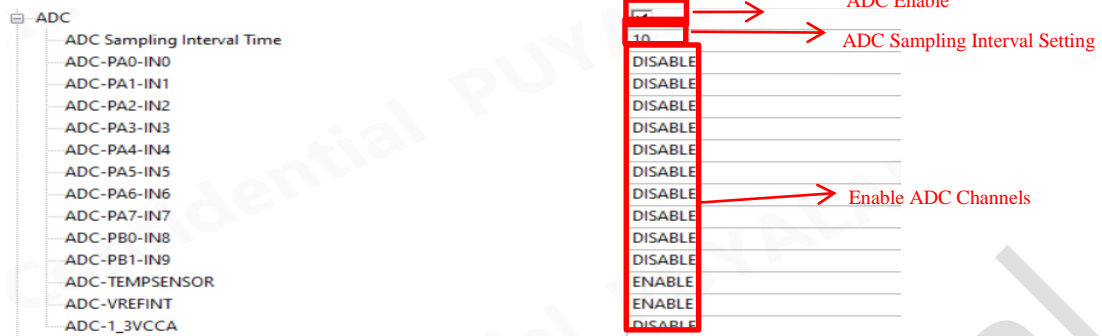 ADC Enable
ADC
ADC Sampling Interval Time 10 ADC Sampling Interval Setting
ADC-PA0-IN0 DISABLE
ADC-PA1-IN1 DISABLE
ADC-PA2-IN2 DISABLE
ADC-PA3-IN3 DISABLE
ADC-PA4-IN4 DISABLE
ADC-PA5-IN5 DISABLE
ADC-PA6-IN6 DISABLE Enable ADC Channels
ADC-PA7-IN7 DISABLE
ADC-PB0-IN8 DISABLE
ADC-PB1-IN9 DISABLE
ADC-TEMPSENSOR ENABLE
ADC-VREFINT ENABLE
ADC-1_3VCCA DISABLE